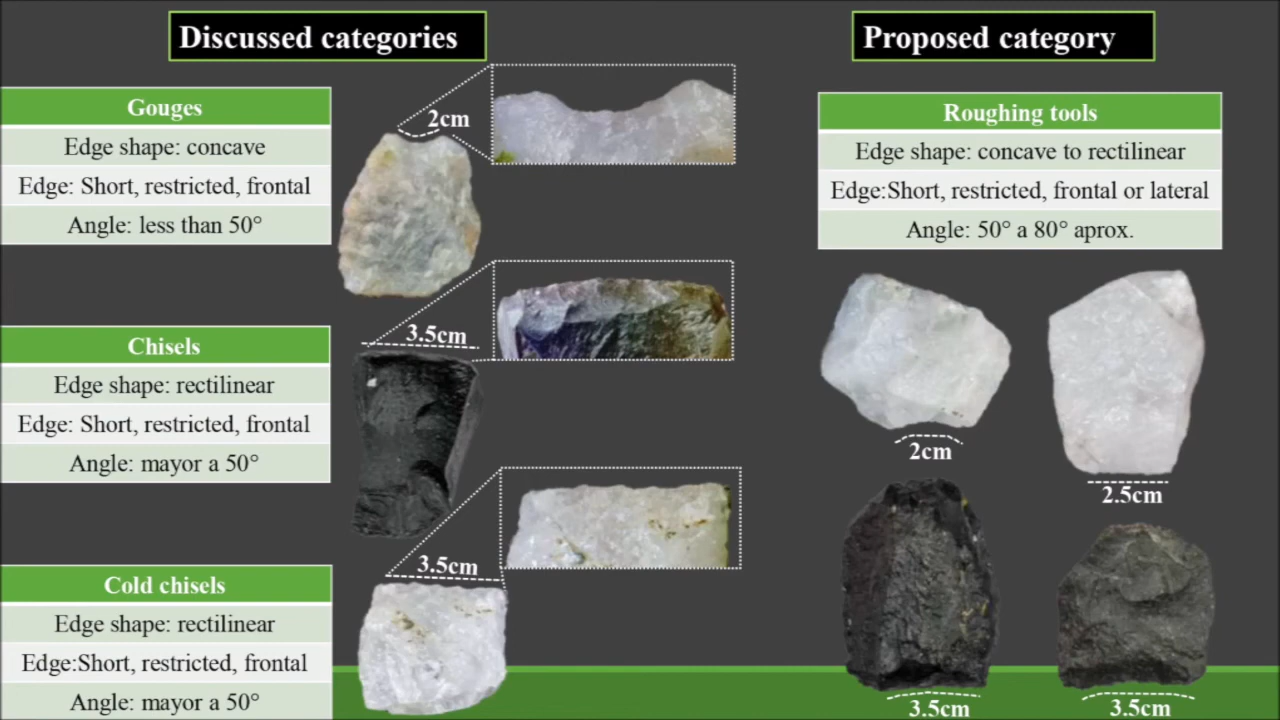 Discussed categories
Gouges
Edge shape: concave
Edge: Short, restricted, frontal
Angle: less than 50°
2cm
Chisels
Edge shape: rectilinear
Edge: Short, restricted, frontal
Angle: mayor a 50°
3.5cm
Cold chisels
Edge shape: rectilinear
Edge:Short, restricted, frontal
Angle: mayor a 50°
3.5cm
Proposed category
Roughing tools
Edge shape: concave to rectilinear
Edge:Short, restricted, frontal or lateral
Angle: 50° a 80° aprox.
2cm
2.5cm
3.5cm
3.5cm